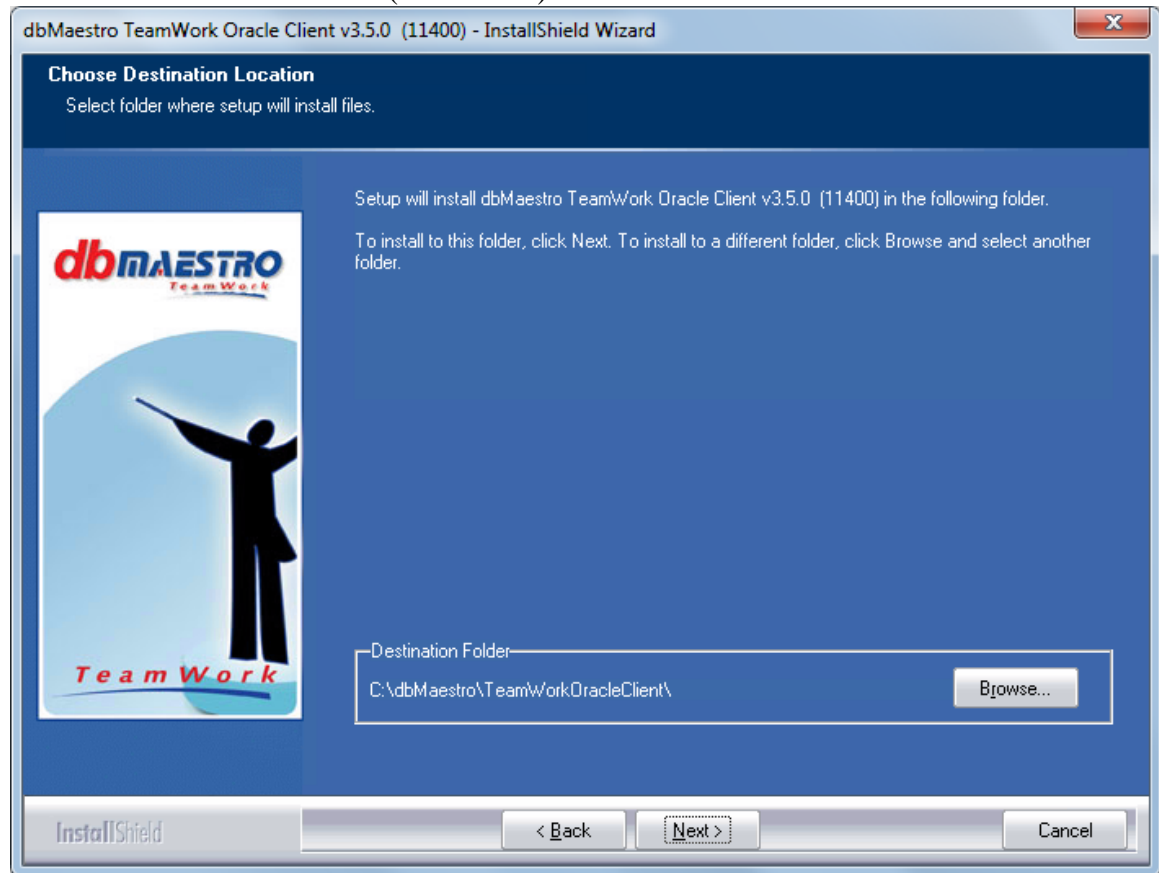 dbMaestro TeamWork Oracle Client v3.5.0 (11400) - InstallShield Wizard
x
Choose Destination Location
Select folder where setup will install files.
Setup will install dbMaestro TeamWork Oracle Client v3.5.0 (11400) in the following folder.
To install to this folder, click Next. To install to a different folder, click Browse and select another
folder.
dbMAESTRO
TeamWork
TeamWork
Destination Folder
C:\dbMaestro\TeamWorkOracleClient\
Browse...
InstallShield
< Back
Next >
Cancel